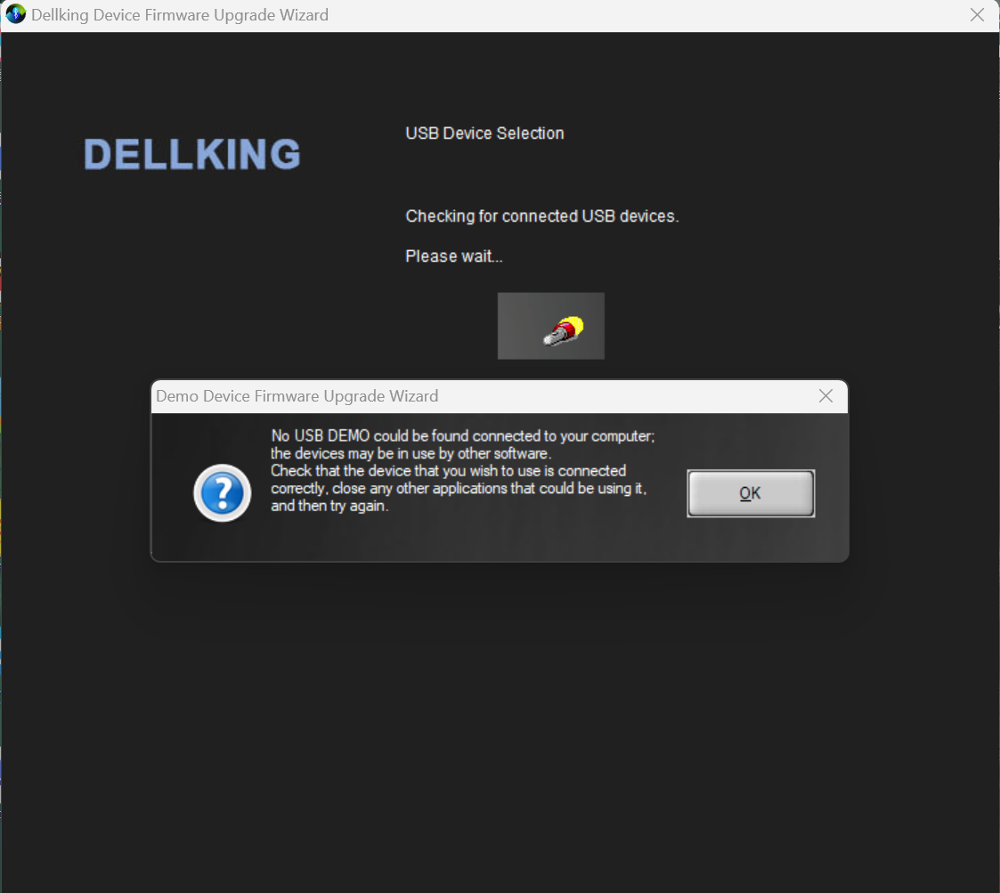 Dellking Device Firmware Upgrade Wizard
DELLKING
USB Device Selection
Checking for connected USB devices.
Please wait...
Demo Device Firmware Upgrade Wizard
No USB DEMO could be found connected to your computer;
the devices may be in use by other software.
Check that the device that you wish to use is connected
correctly, close any other applications that could be using it,
and then try again.
OK